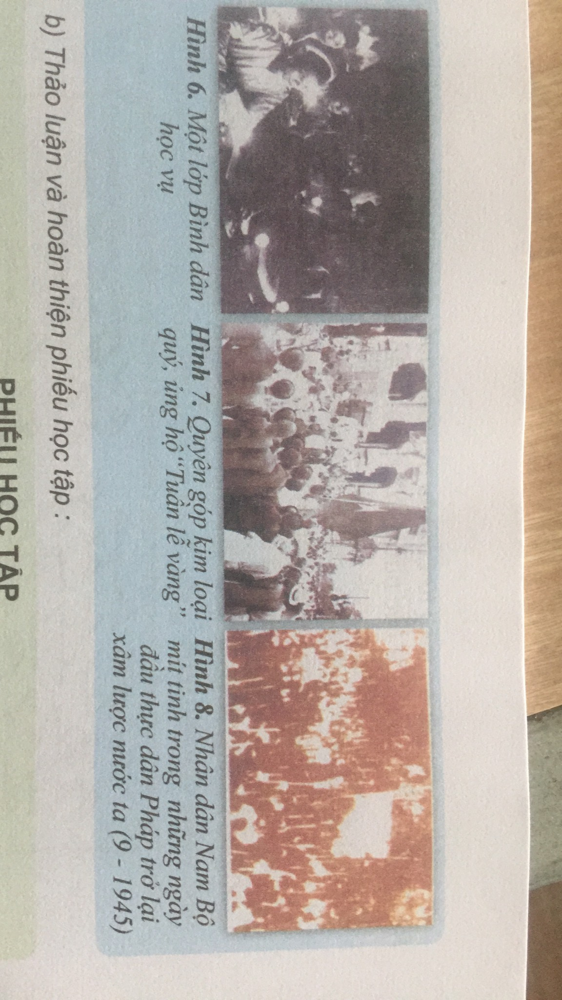 Hình 6. Một lớp Bình dân
học vụ
Hình 7. Quyên góp kim loại
quý, ủng hộ “Tuần lễ vàng”
Hình 8. Nhân dân Nam Bộ
mít tinh trong những ngày
đầu thực dân Pháp trở lại
xâm lược nước ta (9 - 1945)
b) Thảo luận và hoàn thiện phiếu học tập :
PHIẾU HỌC TẬP